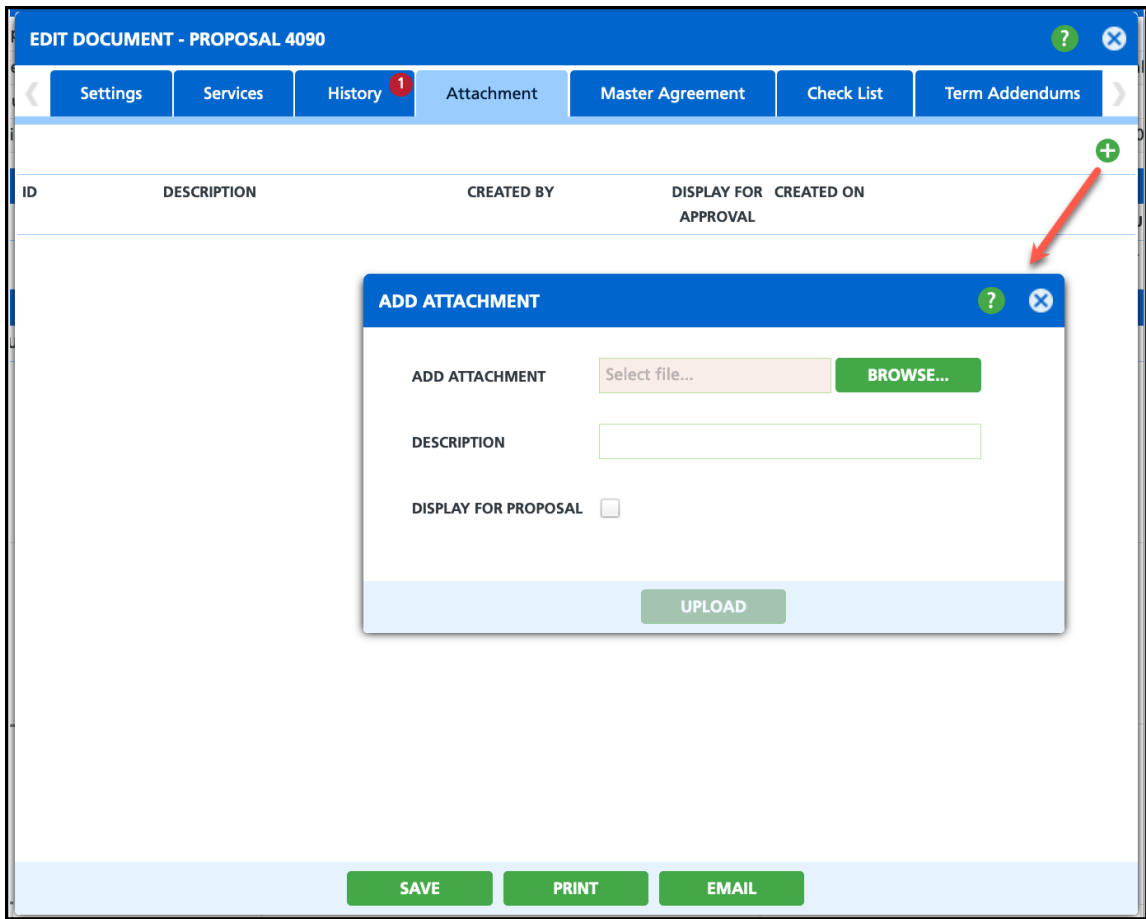 EDIT DOCUMENT - PROPOSAL 4090 ?
Settings Services History 1 Attachment Master Agreement Check List Term Addendums
ID DESCRIPTION CREATED BY DISPLAY FOR APPROVAL CREATED ON
ADD ATTACHMENT ?
ADD ATTACHMENT Select file... BROWSE...
DESCRIPTION
DISPLAY FOR PROPOSAL
UPLOAD
SAVE PRINT EMAIL